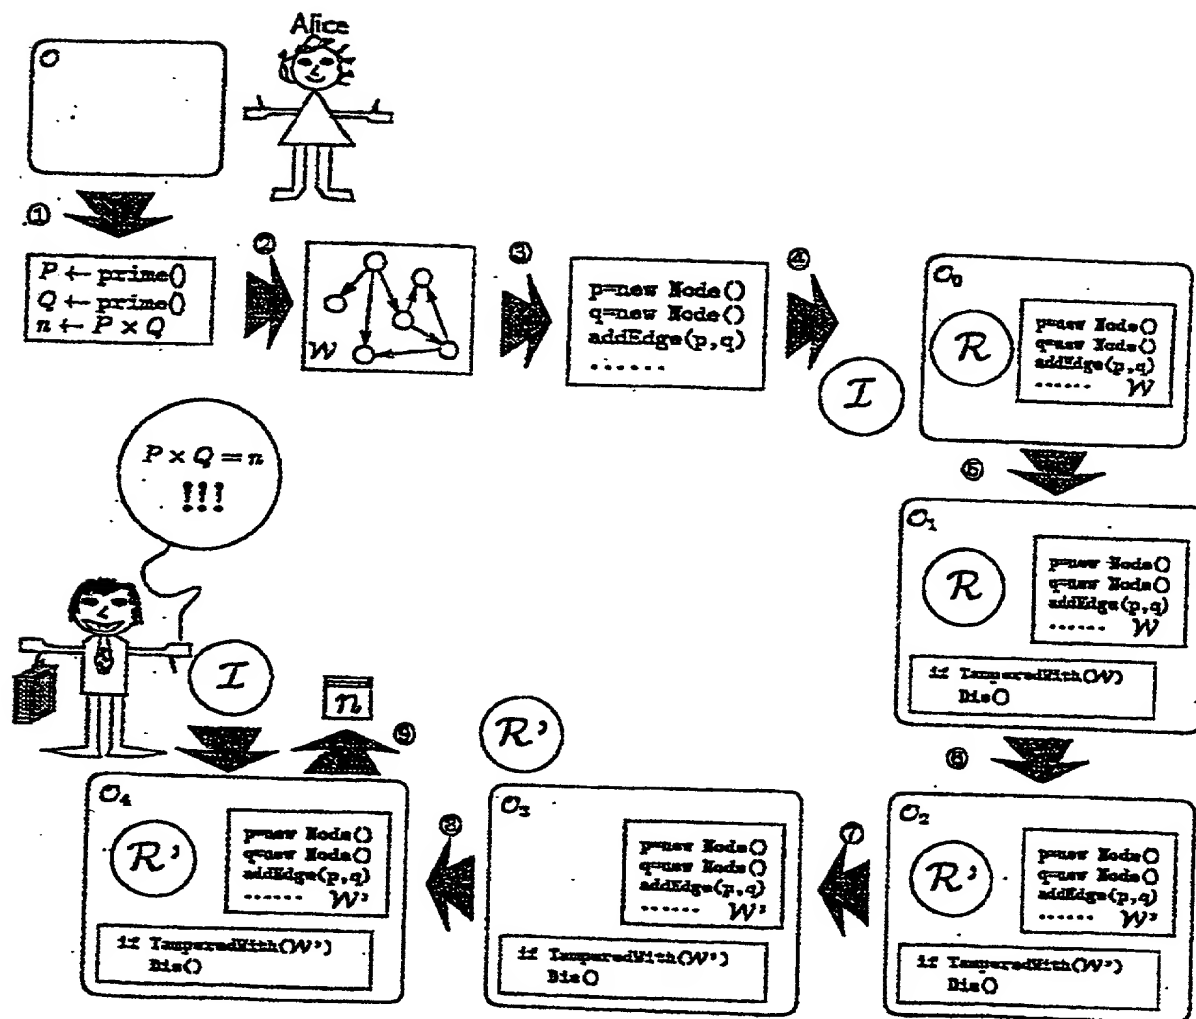 Alice
O
①
P ← prime()
Q ← prime()
n ← P × Q
②
W
③
p=new Node()
q=new Node()
addEdge(p,q)
......
④
I
O₀
R
p=new Node()
q=new Node()
addEdge(p,q)
...... W
⑤
O₁
R
p=new Node()
q=new Node()
addEdge(p,q)
...... W
if TamperedWith(W)
Die()
⑥
O₂
R'
p=new Node()
q=new Node()
addEdge(p,q)
...... W'
if TamperedWith(W')
Die()
⑦
R'
O₃
p=new Node()
q=new Node()
addEdge(p,q)
...... W'
if TamperedWith(W')
Die()
⑧
O₄
R'
p=new Node()
q=new Node()
addEdge(p,q)
...... W'
if TamperedWith(W')
Die()
I
n
⑨
P × Q = n
!!!